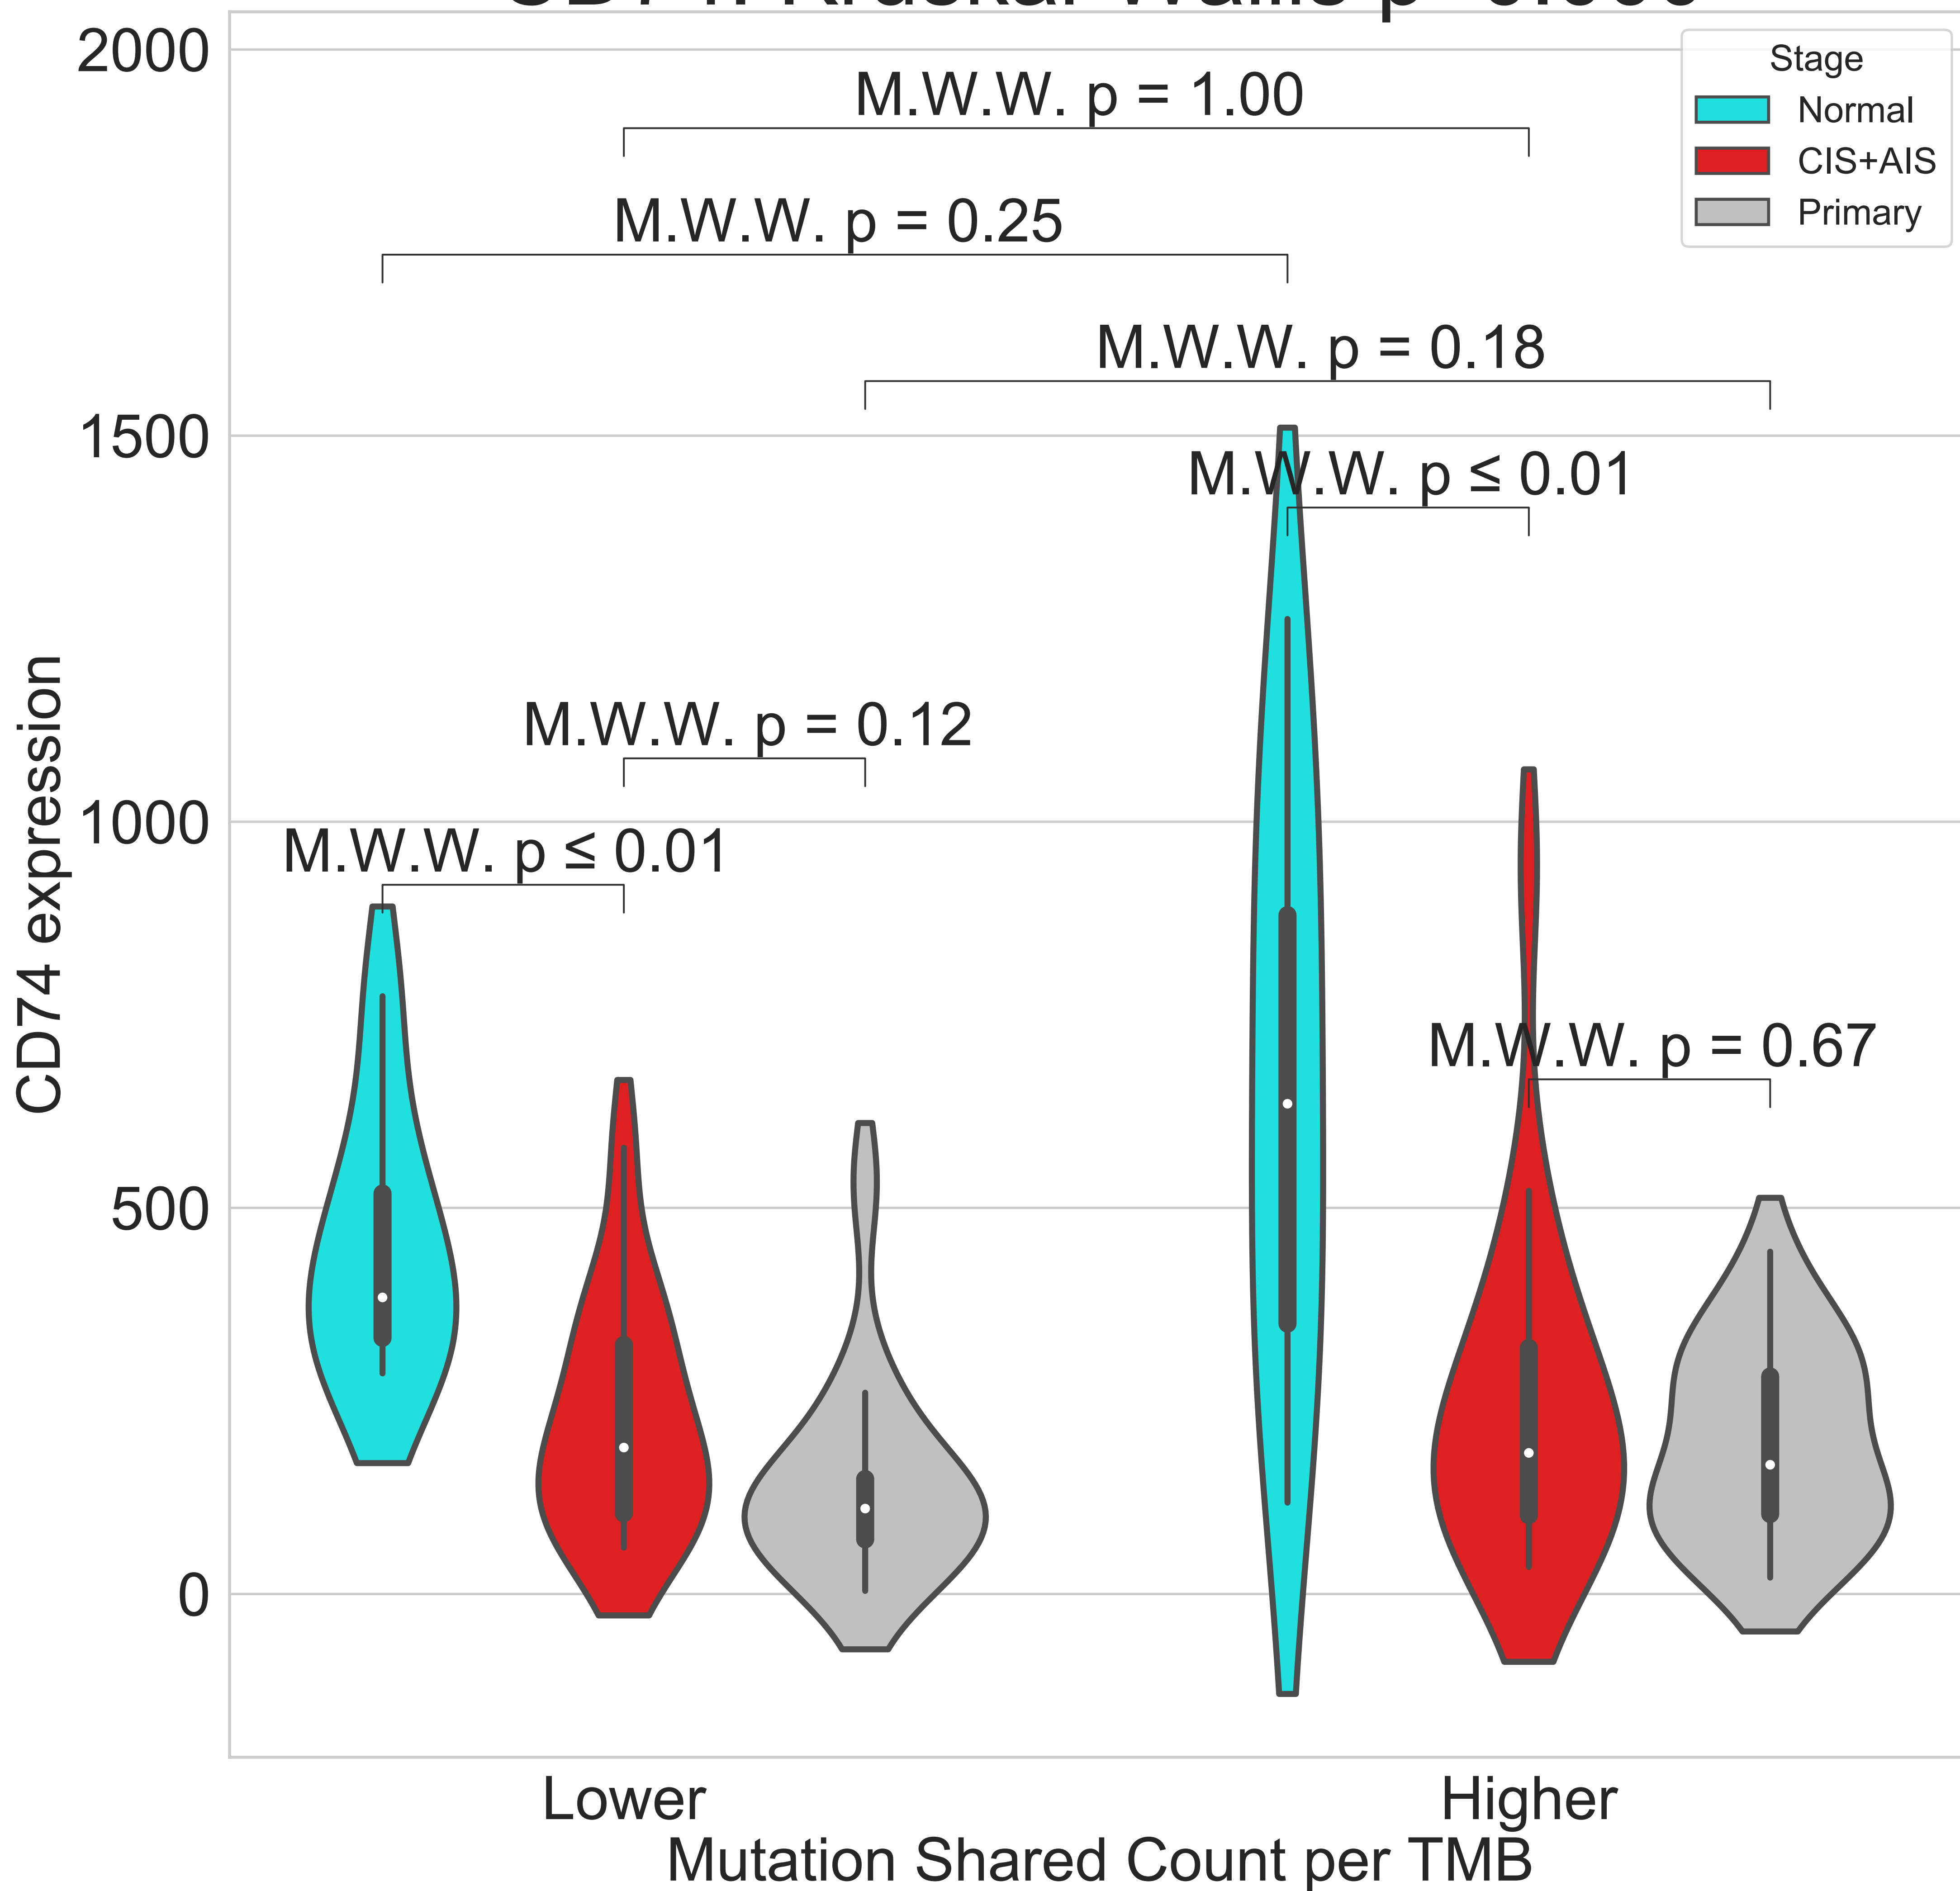 2000
1500
1000
500
0
CD74 expression
M.W.W. p = 1.00
M.W.W. p = 0.25
M.W.W. p = 0.18
M.W.W. p ≤ 0.01
M.W.W. p = 0.12
M.W.W. p ≤ 0.01
M.W.W. p = 0.67
Stage
Normal
CIS+AIS
Primary
Lower
Higher
Mutation Shared Count per TMB